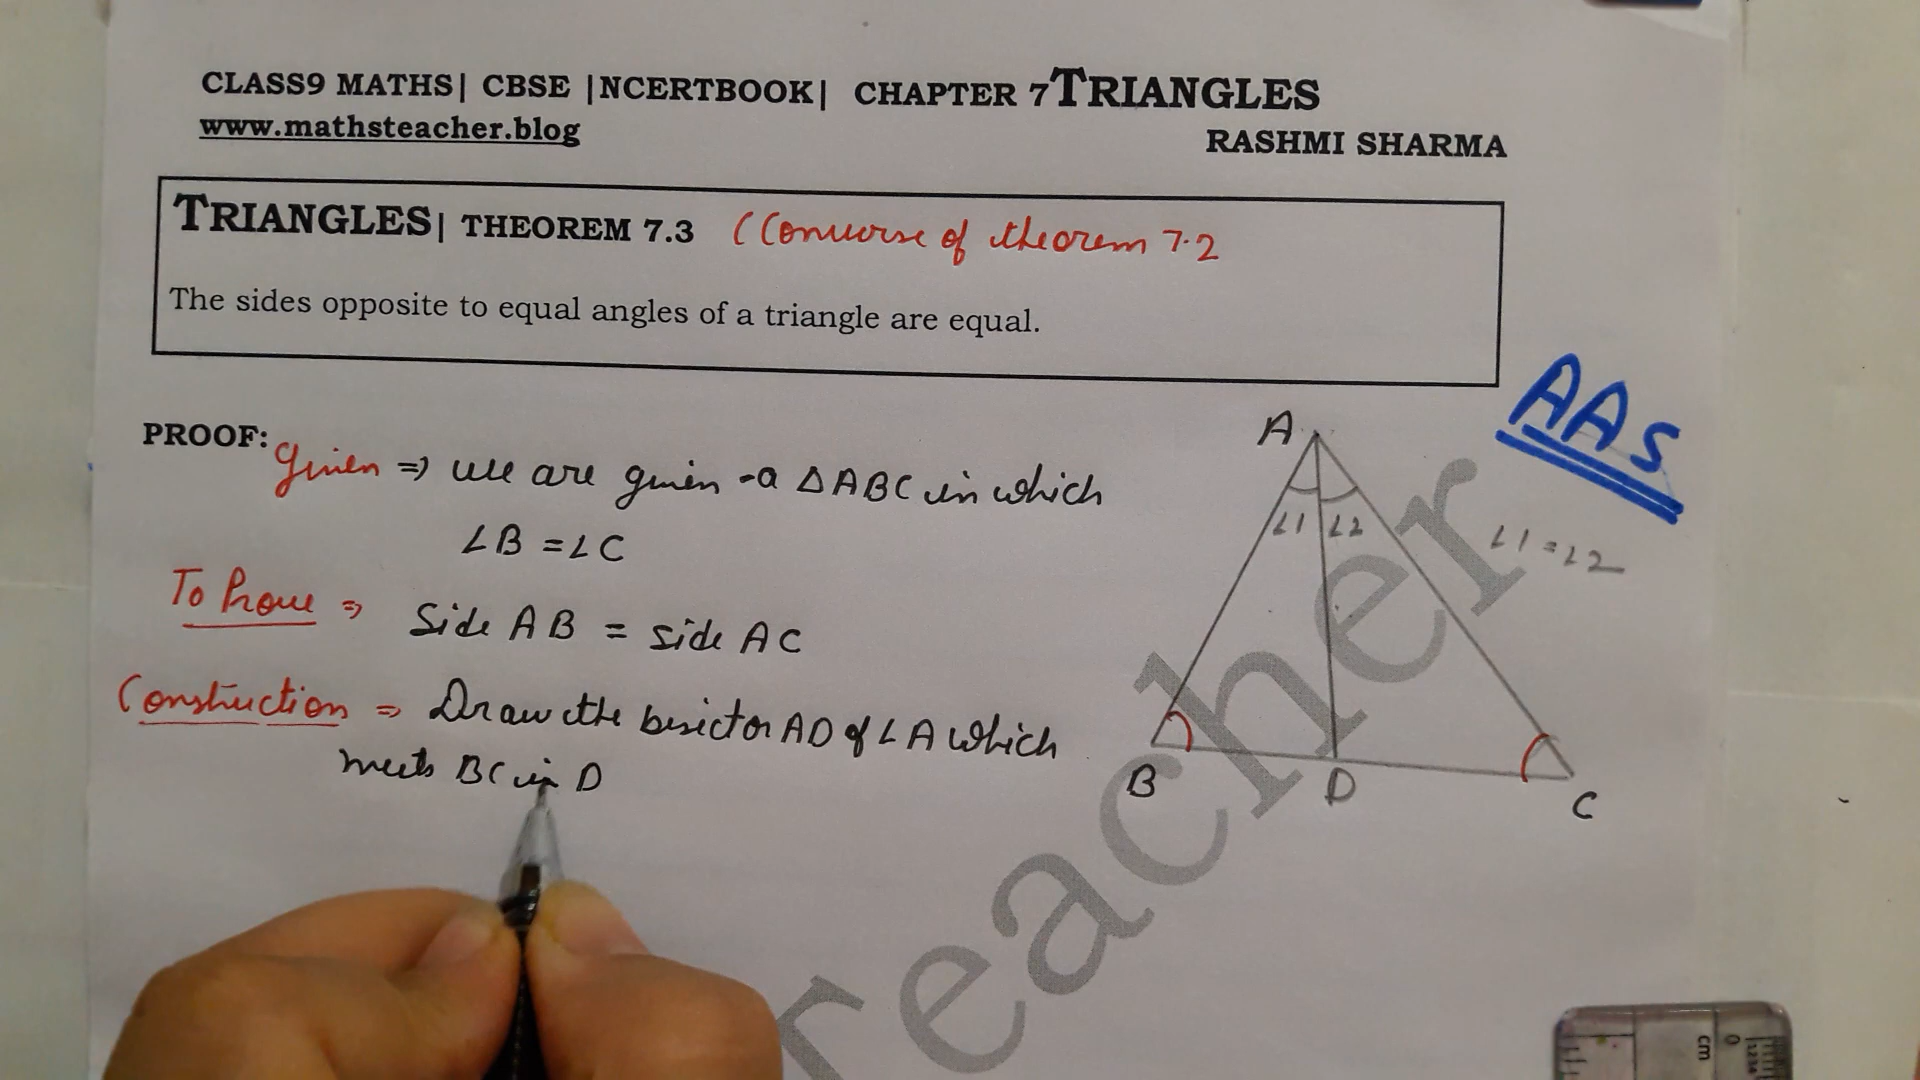 CLASS9 MATHS| CBSE |NCERTBOOK| CHAPTER 7TRIANGLES
www.mathsteacher.blog
RASHMI SHARMA
TRIANGLES| THEOREM 7.3 (Converse of theorem 7.2
The sides opposite to equal angles of a triangle are equal.
AAS
PROOF: Given ⇒ we are given a ΔABC in which
∠B = ∠C
To Prove ⇒ Side AB = side AC
Construction ⇒ Draw the bisector AD of ∠A which
meets BC in D
A
∠1 ∠2
∠1 = ∠2
B D C
Teacher
cm 0